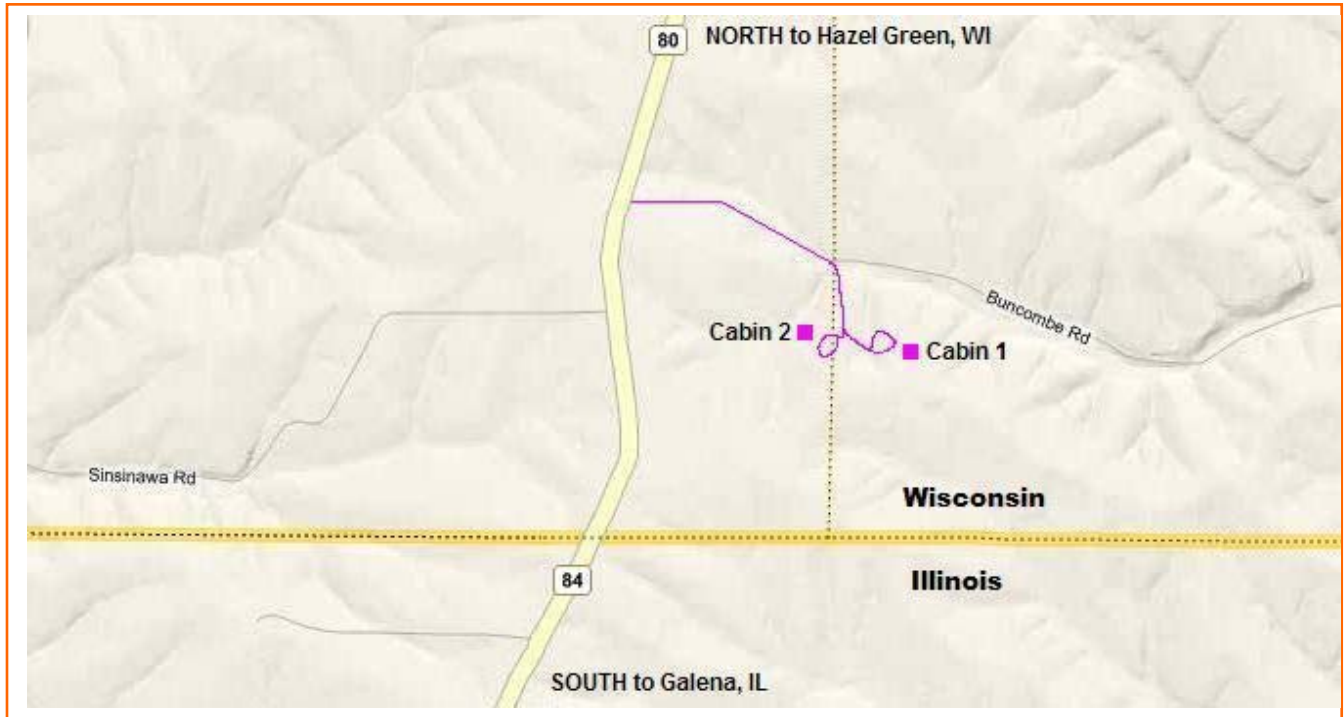 80
NORTH to Hazel Green, WI
Buncombe Rd
Cabin 2
Cabin 1
Sinsinawa Rd
Wisconsin
84
Illinois
SOUTH to Galena, IL